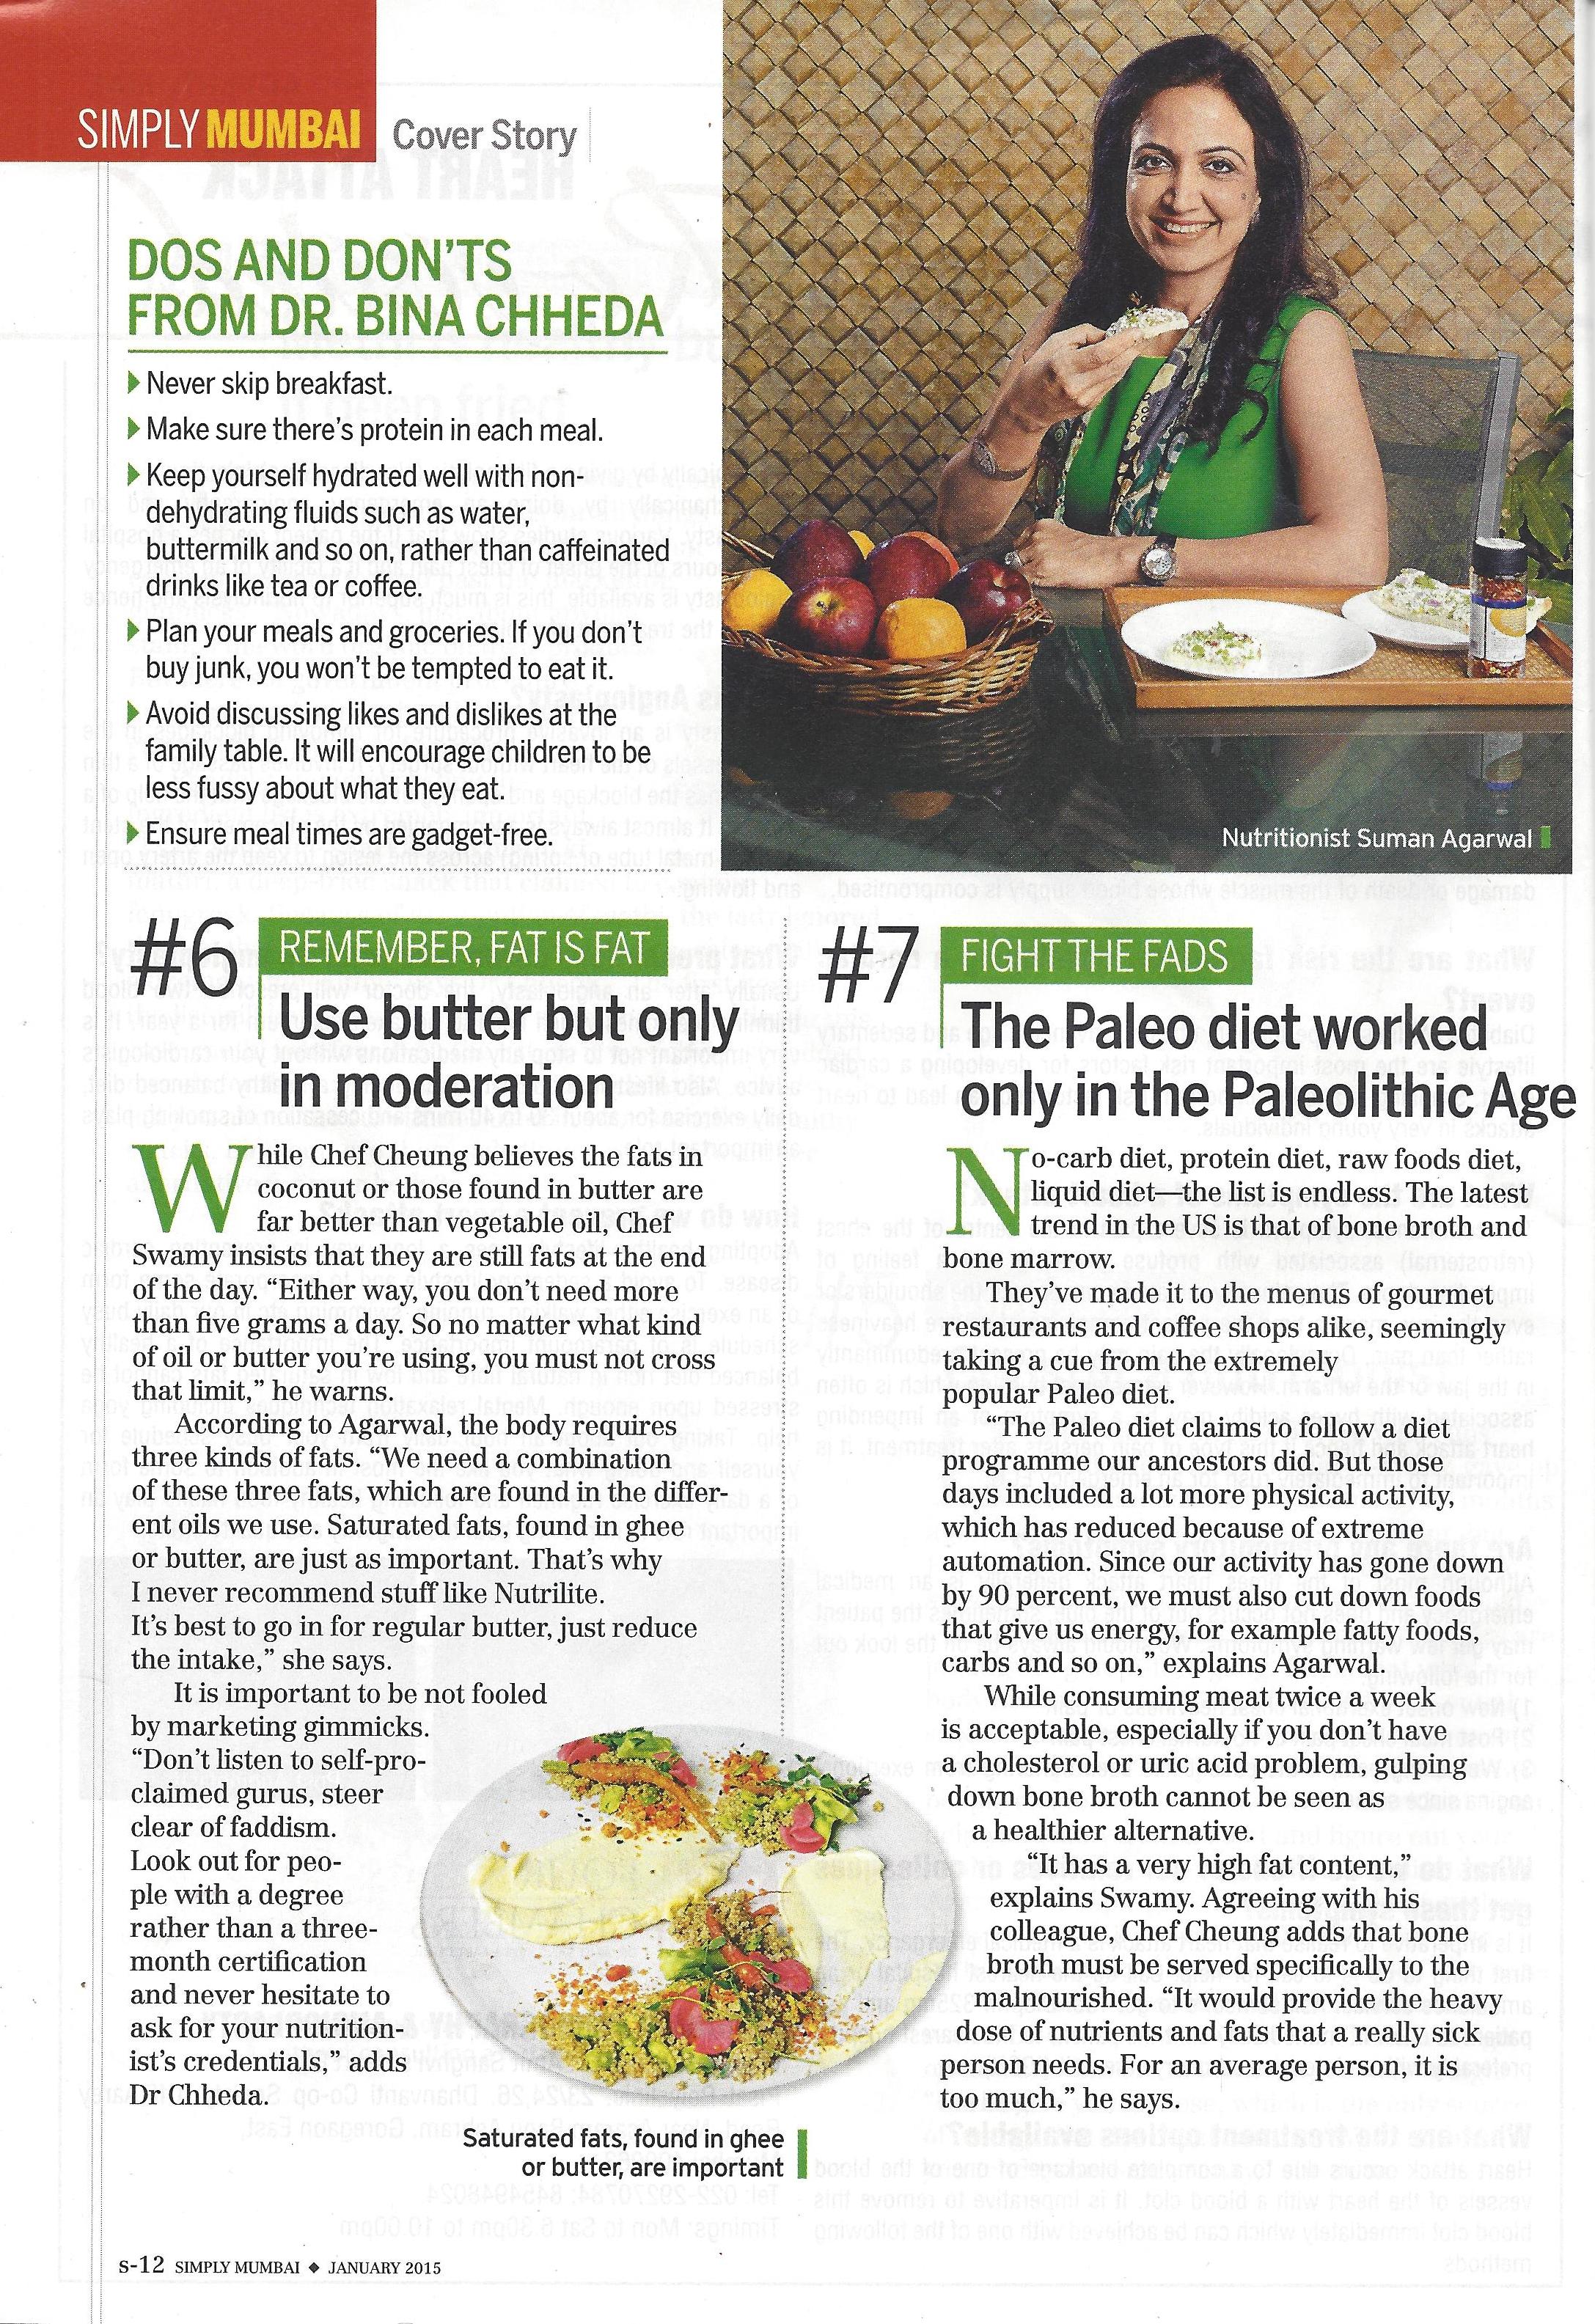 SIMPLY MUMBAI Cover Story
DOS AND DON'TS
FROM DR. BINA CHHEDA
Never skip breakfast.
Make sure there's protein in each meal.
Keep yourself hydrated well with non-
dehydrating fluids such as water,
buttermilk and so on, rather than caffeinated
drinks like tea or coffee.
Plan your meals and groceries. If you don't
buy junk, you won't be tempted to eat it.
Avoid discussing likes and dislikes at the
family table. It will encourage children to be
less fussy about what they eat.
Ensure meal times are gadget-free.
Nutritionist Suman Agarwal
#6 REMEMBER, FAT IS FAT
Use butter but only
in moderation
While Chef Cheung believes the fats in
coconut or those found in butter are
far better than vegetable oil, Chef
Swamy insists that they are still fats at the end
of the day. “Either way, you don't need more
than five grams a day. So no matter what kind
of oil or butter you're using, you must not cross
that limit,” he warns.
According to Agarwal, the body requires
three kinds of fats. “We need a combination
of these three fats, which are found in the differ-
ent oils we use. Saturated fats, found in ghee
or butter, are just as important. That's why
I never recommend stuff like Nutrilite.
It's best to go in for regular butter, just reduce
the intake,” she says.
It is important to be not fooled
by marketing gimmicks.
“Don't listen to self-pro-
claimed gurus, steer
clear of faddism.
Look out for peo-
ple with a degree
rather than a three-
month certification
and never hesitate to
ask for your nutrition-
ist's credentials,” adds
Dr Chheda.
Saturated fats, found in ghee
or butter, are important
#7 FIGHT THE FADS
The Paleo diet worked
only in the Paleolithic Age
No-carb diet, protein diet, raw foods diet,
liquid diet—the list is endless. The latest
trend in the US is that of bone broth and
bone marrow.
They've made it to the menus of gourmet
restaurants and coffee shops alike, seemingly
taking a cue from the extremely
popular Paleo diet.
“The Paleo diet claims to follow a diet
programme our ancestors did. But those
days included a lot more physical activity,
which has reduced because of extreme
automation. Since our activity has gone down
by 90 percent, we must also cut down foods
that give us energy, for example fatty foods,
carbs and so on,” explains Agarwal.
While consuming meat twice a week
is acceptable, especially if you don't have
a cholesterol or uric acid problem, gulping
down bone broth cannot be seen as
a healthier alternative.
“It has a very high fat content,”
explains Swamy. Agreeing with his
colleague, Chef Cheung adds that bone
broth must be served specifically to the
malnourished. “It would provide the heavy
dose of nutrients and fats that a really sick
person needs. For an average person, it is
too much,” he says.
s-12 SIMPLY MUMBAI ◆ JANUARY 2015